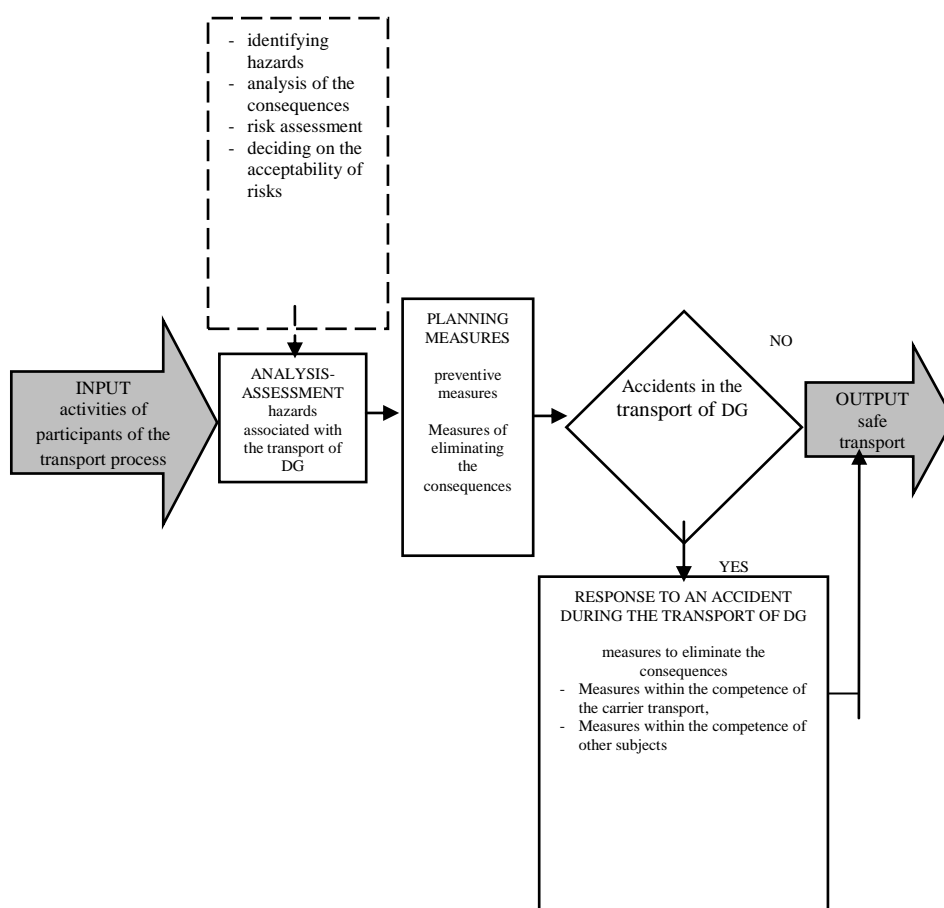 - identifying
hazards
- analysis of the
consequences
- risk assessment
- deciding on the
acceptability of
risks
INPUT
activities of
participants of the
transport process
ANALYSIS-
ASSESSMENT
hazards
associated with
the transport of
DG
PLANNING
MEASURES
preventive
measures
Measures of
eliminating
the
consequences
Accidents in the
transport of DG
NO
OUTPUT
safe
transport
YES
RESPONSE TO AN ACCIDENT
DURING THE TRANSPORT OF DG
measures to eliminate the
consequences
- Measures within the competence of
the carrier transport,
- Measures within the competence of
other subjects